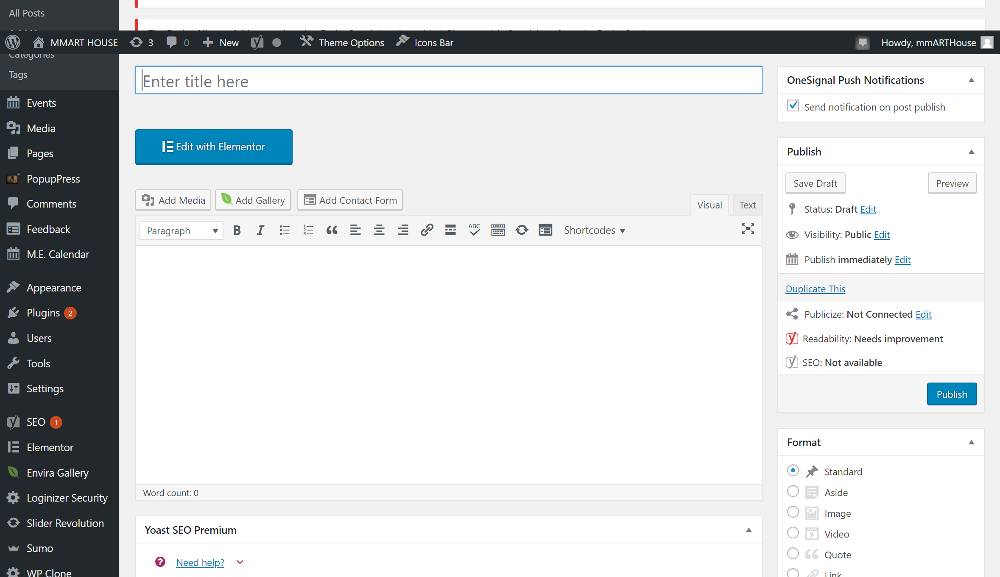 All Posts
MMART HOUSE
3
0
New
Theme Options
Icons Bar
Howdy, mmARTHouse
Categories
Tags
Events
Media
Pages
PopupPress
Comments
Feedback
M.E. Calendar
Appearance
Plugins 2
Users
Tools
Settings
SEO 1
Elementor
Envira Gallery
Loginizer Security
Slider Revolution
Sumo
WP Clone
Enter title here
Edit with Elementor
Add Media
Add Gallery
Add Contact Form
Visual
Text
Paragraph
B
I
ABC
Shortcodes
Word count: 0
Yoast SEO Premium
Need help?
OneSignal Push Notifications
Send notification on post publish
Publish
Save Draft
Preview
Status: Draft Edit
Visibility: Public Edit
Publish immediately Edit
Duplicate This
Publicize: Not Connected Edit
Readability: Needs improvement
SEO: Not available
Publish
Format
Standard
Aside
Image
Video
Quote
Link